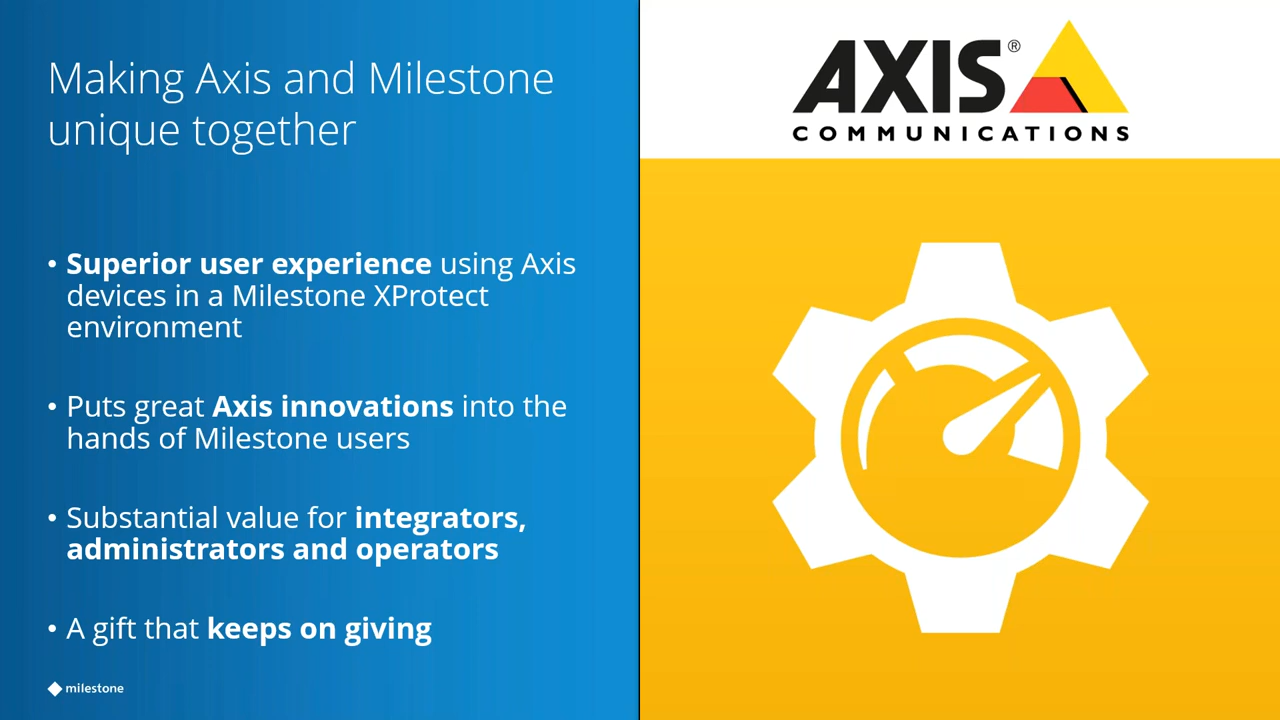 Making Axis and Milestone
unique together
• Superior user experience using Axis
devices in a Milestone XProtect
environment
• Puts great Axis innovations into the
hands of Milestone users
• Substantial value for integrators,
administrators and operators
• A gift that keeps on giving
milestone
AXIS®
COMMUNICATIONS